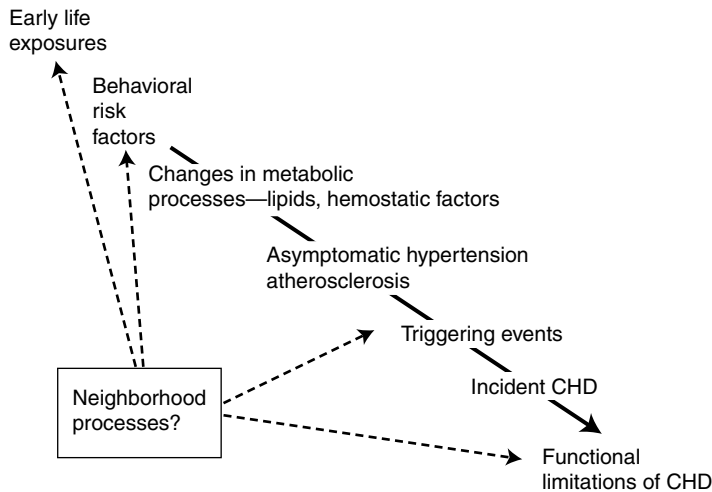 Early life
exposures
Behavioral
risk
factors
Changes in metabolic
processes—lipids, hemostatic factors
Asymptomatic hypertension
atherosclerosis
Triggering events
Incident CHD
Neighborhood
processes?
Functional
limitations of CHD